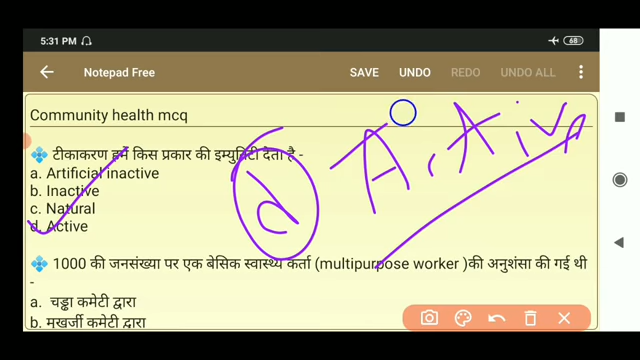 5:31 PM 68
Notepad Free SAVE UNDO REDO UNDO ALL
Community health mcq
टीकाकरण हमें किस प्रकार की इम्युनिटी देता है -
a. Artificial inactive
b. Inactive
c. Natural
d. Active
d A. Active
1000 की जनसंख्या पर एक बेसिक स्वास्थ्य कर्ता (multipurpose worker )की अनुशंसा की गई थी
-
a. चड्ढा कमेटी द्वारा
b. मुखर्जी कमेटी द्वारा